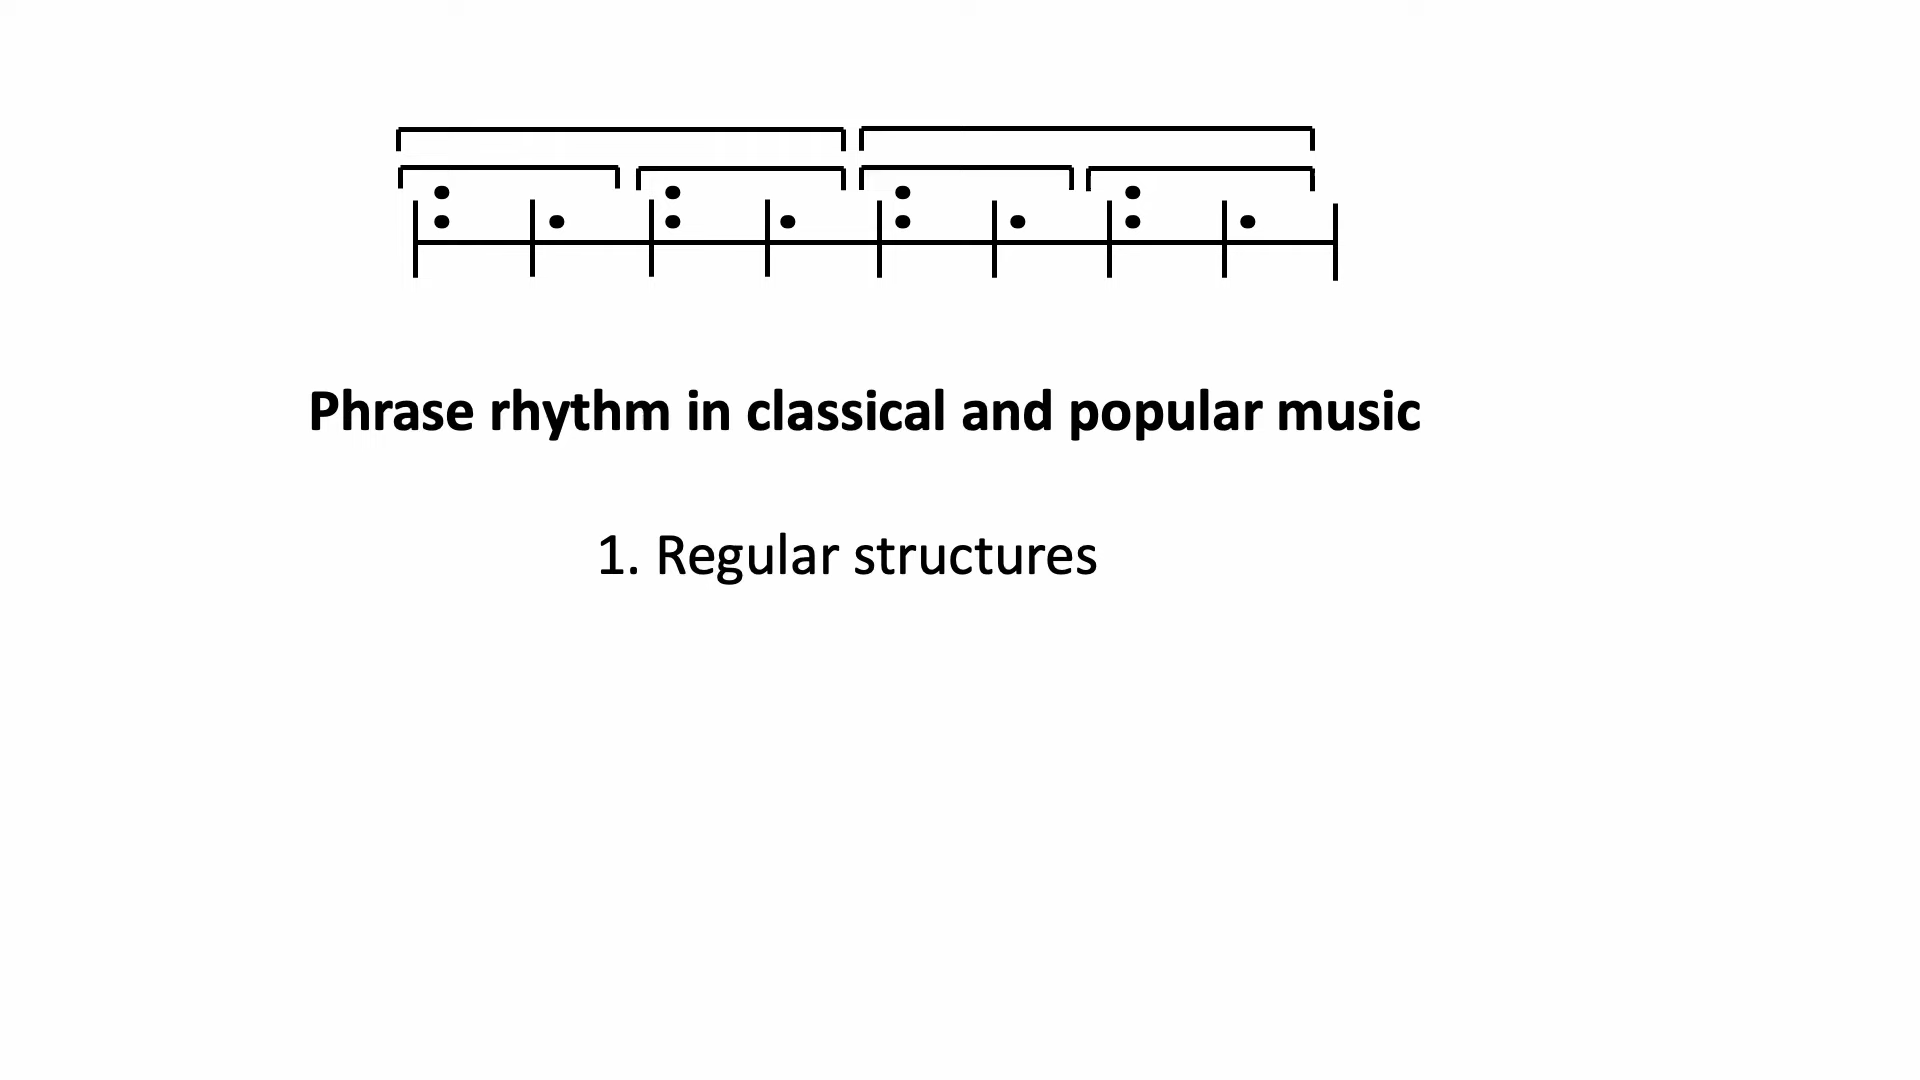 Phrase rhythm in classical and popular music
1. Regular structures